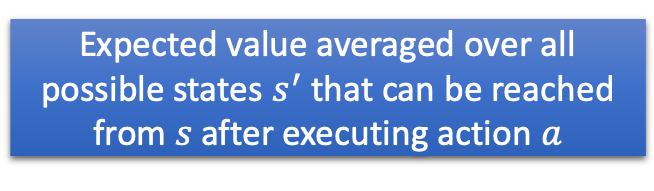 Expected value averaged over all
possible states s′ that can be reached
from s after executing action a